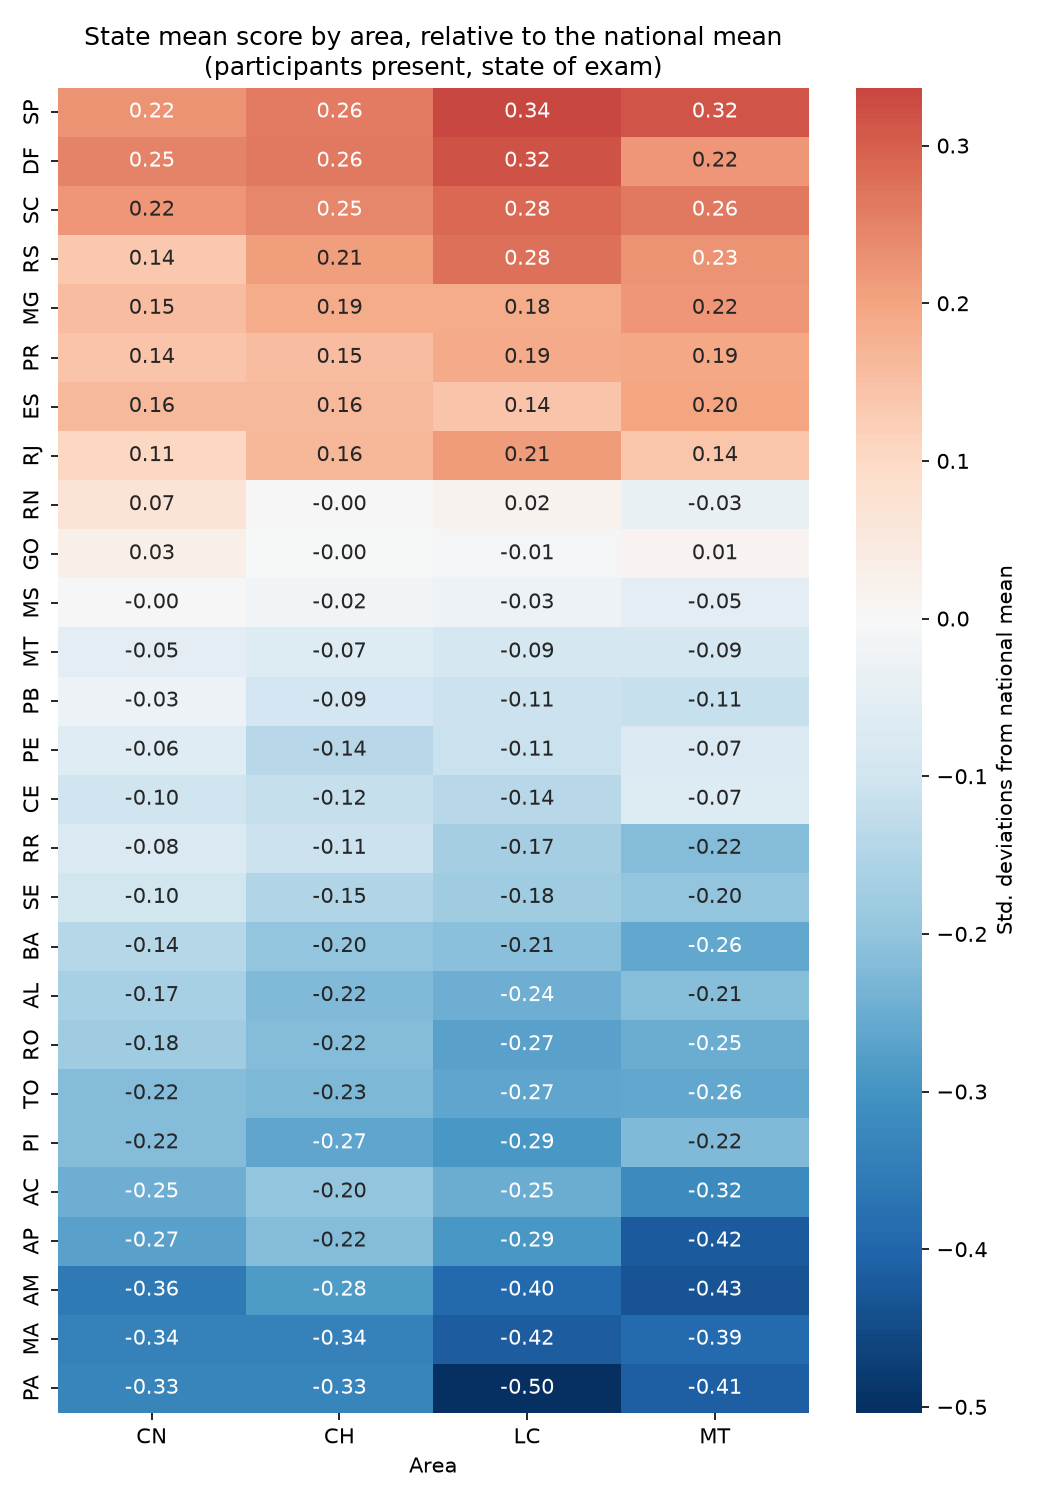 State mean score by area, relative to the national mean
(participants present, state of exam)
SP 0.22 0.26 0.34 0.32
DF 0.25 0.26 0.32 0.22
SC 0.22 0.25 0.28 0.26
RS 0.14 0.21 0.28 0.23
MG 0.15 0.19 0.18 0.22
PR 0.14 0.15 0.19 0.19
ES 0.16 0.16 0.14 0.20
RJ 0.11 0.16 0.21 0.14
RN 0.07 -0.00 0.02 -0.03
GO 0.03 -0.00 -0.01 0.01
MS -0.00 -0.02 -0.03 -0.05
MT -0.05 -0.07 -0.09 -0.09
PB -0.03 -0.09 -0.11 -0.11
PE -0.06 -0.14 -0.11 -0.07
CE -0.10 -0.12 -0.14 -0.07
RR -0.08 -0.11 -0.17 -0.22
SE -0.10 -0.15 -0.18 -0.20
BA -0.14 -0.20 -0.21 -0.26
AL -0.17 -0.22 -0.24 -0.21
RO -0.18 -0.22 -0.27 -0.25
TO -0.22 -0.23 -0.27 -0.26
PI -0.22 -0.27 -0.29 -0.22
AC -0.25 -0.20 -0.25 -0.32
AP -0.27 -0.22 -0.29 -0.42
AM -0.36 -0.28 -0.40 -0.43
MA -0.34 -0.34 -0.42 -0.39
PA -0.33 -0.33 -0.50 -0.41
CN CH LC MT
Area
0.3
0.2
0.1
0.0
−0.1
−0.2
−0.3
−0.4
−0.5
Std. deviations from national mean